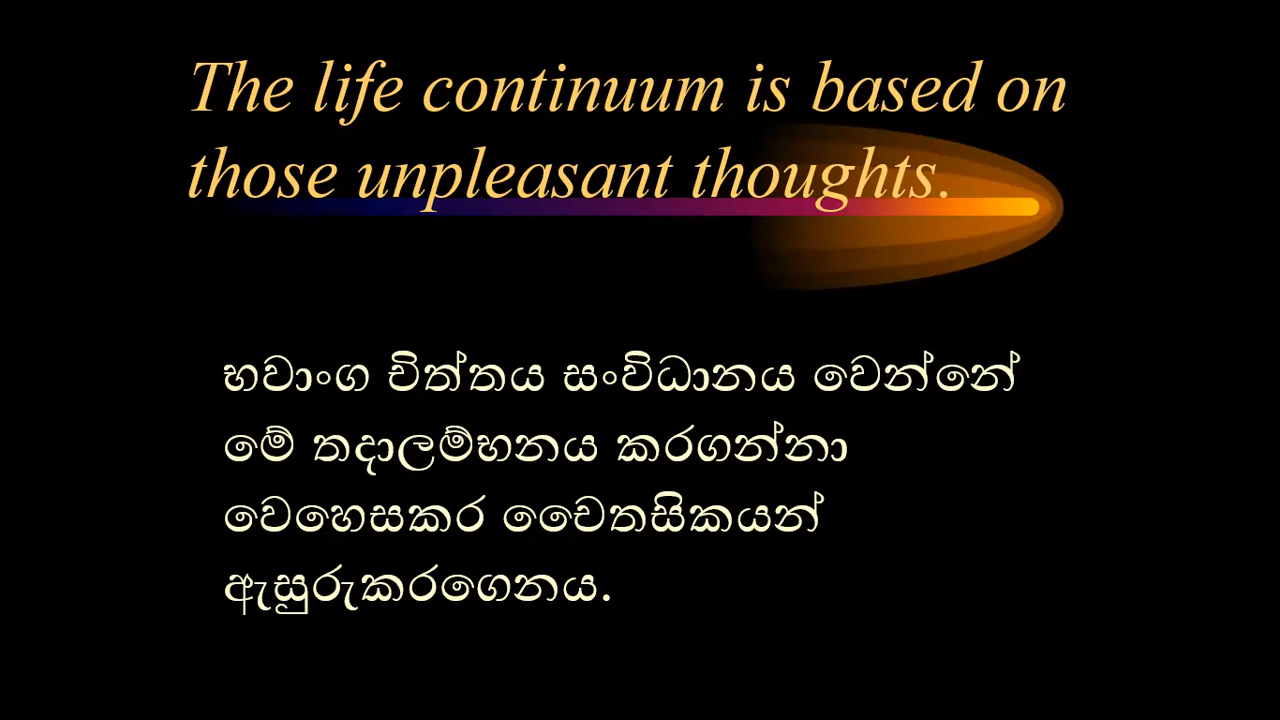 The life continuum is based on
those unpleasant thoughts.
භවාංග චිත්තය සංවිධානය වෙන්නේ
මේ තදාලම්භනය කරගන්නා
වෙහෙසකර චෛතසිකයන්
ඇසුරුකරගෙනය.